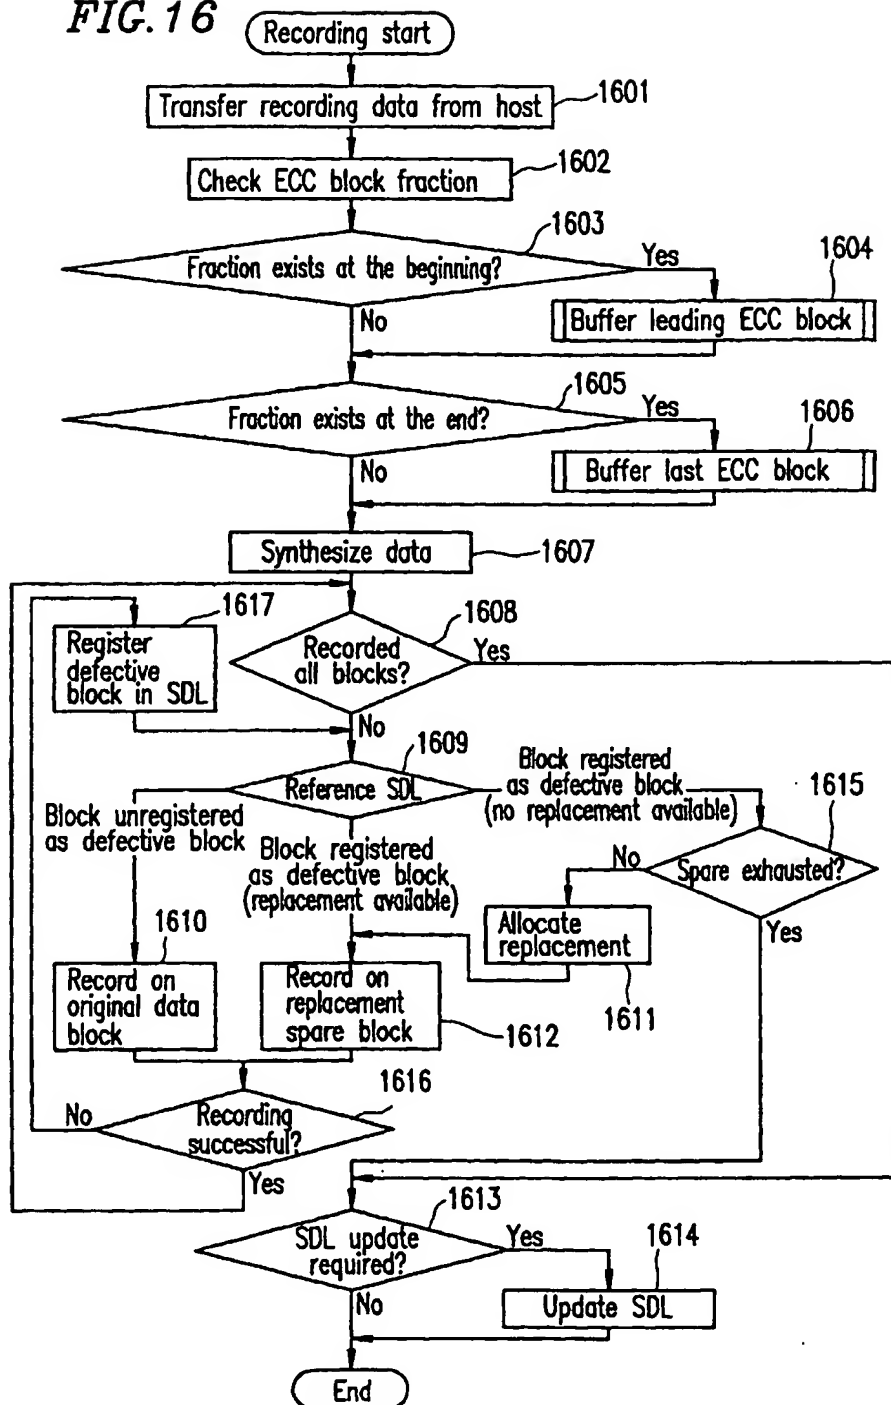 FIG.16
Recording start
Transfer recording data from host
1601
Check ECC block fraction
1602
1603
Fraction exists at the beginning?
Yes
1604
Buffer leading ECC block
No
1605
Fraction exists at the end?
Yes
1606
Buffer last ECC block
No
Synthesize data
1607
1617
Register
defective
block in SDL
1608
Recorded
all blocks?
Yes
No
1609
Reference SDL
Block registered
as defective block
(no replacement available)
1615
Block unregistered
as defective block
Block registered
as defective block
(replacement available)
No
Spare exhausted?
Yes
Allocate
replacement
1611
1610
Record on
original data
block
Record on
replacement
spare block
1612
1616
No
Recording
successful?
Yes
1613
SDL update
required?
Yes
1614
Update SDL
No
End